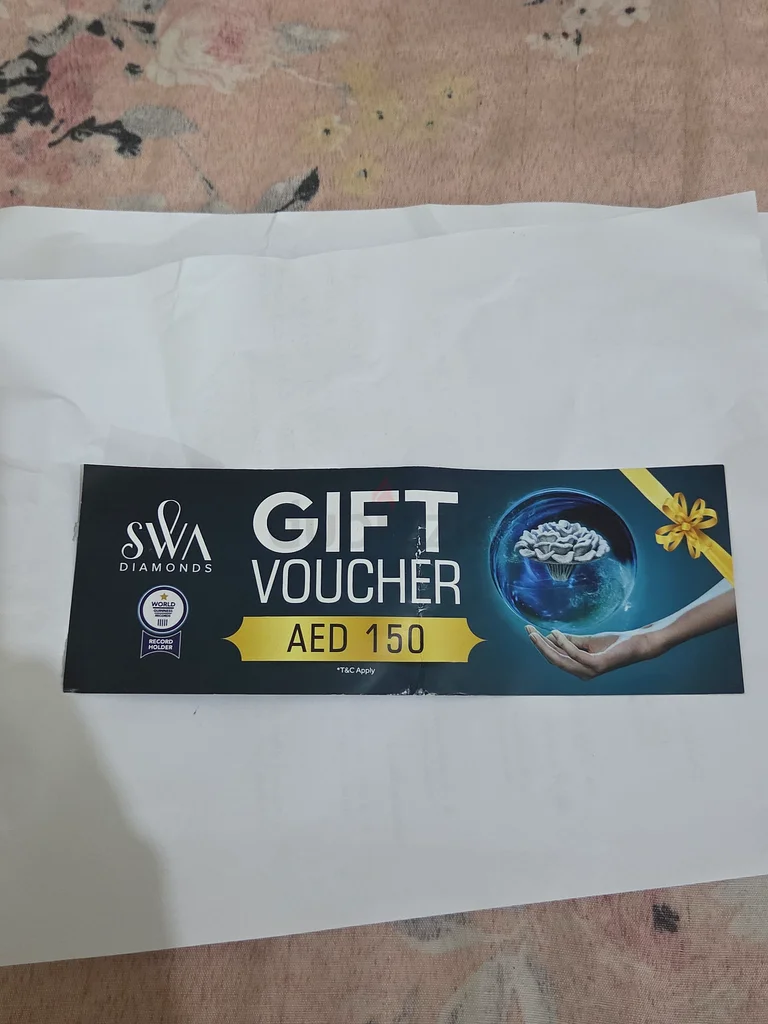 SWA
DIAMONDS
WORLD
RECORD
HOLDER
GIFT
VOUCHER
AED 150
*T&C Apply